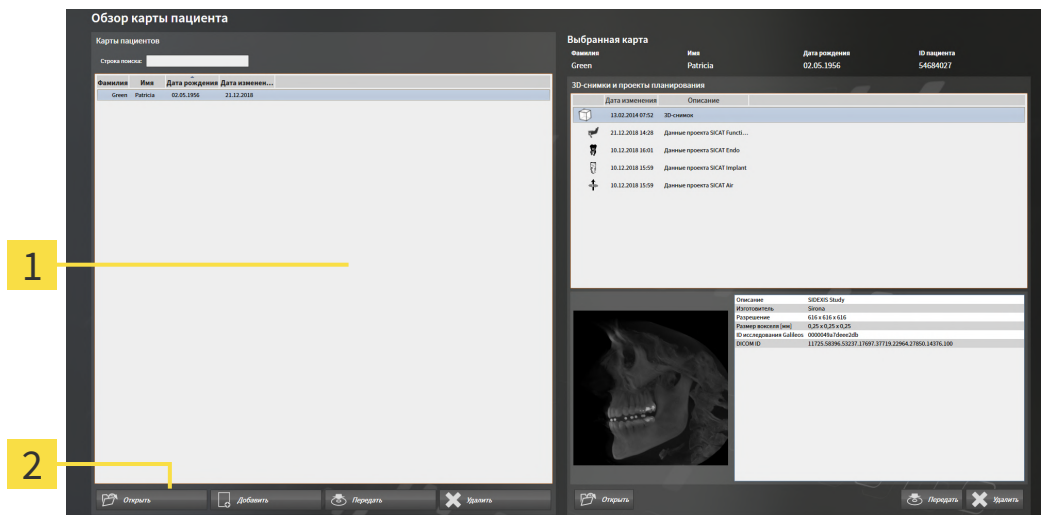 Обзор карты пациента
Карты пациентов
Строка поиска:
Фамилия Имя Дата рождения Дата изменен...
Green Patricia 02.05.1956 21.12.2018
1
2
Открыть Добавить Передать Удалить
Выбранная карта
Фамилия Имя Дата рождения ID пациента
Green Patricia 02.05.1956 54684027
3D-снимки и проекты планирования
Дата изменения Описание
13.02.2014 07:52 3D-снимок
21.12.2018 14:28 Данные проекта SICAT Functi...
10.12.2018 16:01 Данные проекта SICAT Endo
10.12.2018 15:59 Данные проекта SICAT Implant
10.12.2018 15:59 Данные проекта SICAT Air
Описание SIDEXIS Study
Изготовитель Sirona
Разрешение 616 x 616 x 616
Размер вокселя [мм] 0,25 x 0,25 x 0,25
ID исследования Galileos 0000049a7deee2db
DICOM ID 11725.58396.53237.17697.37719.22964.27850.14376.100
Открыть Передать Удалить